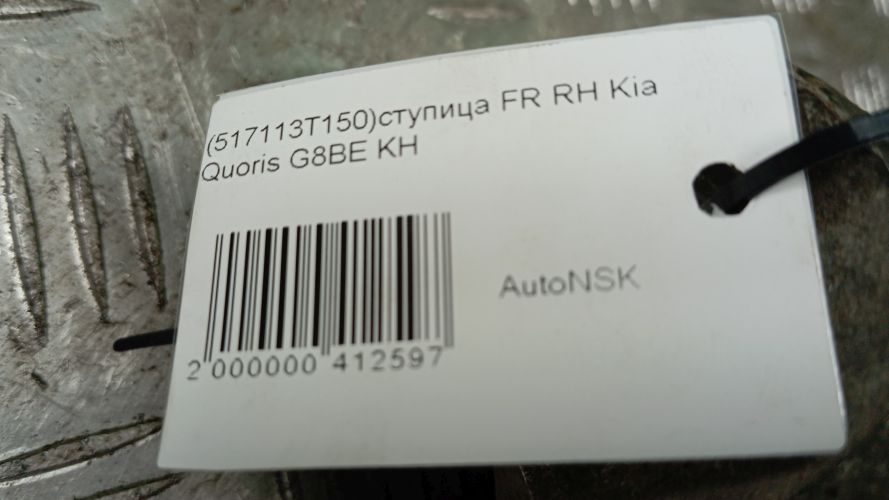 (517113T150)ступица FR RH Kia
Quoris G8BE KH
AutoNSK
2 000000 412597